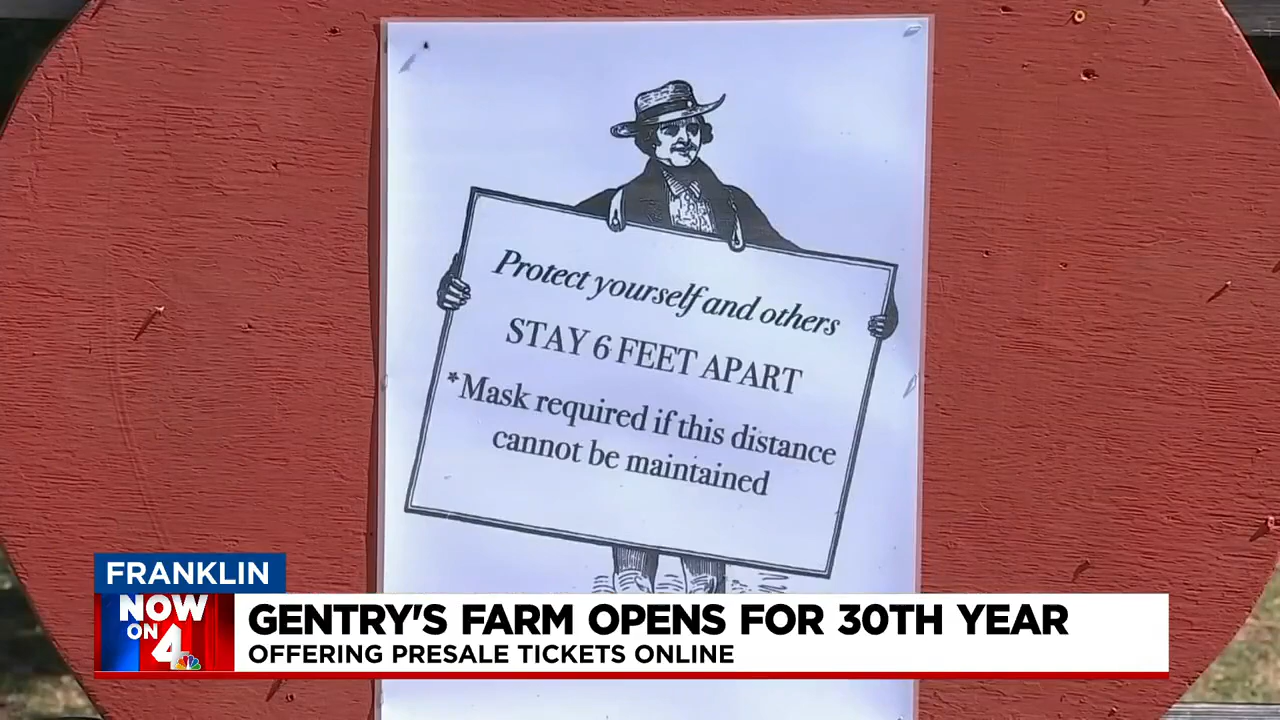 Protect yourself and others
STAY 6 FEET APART
*Mask required if this distance
cannot be maintained
FRANKLIN
NOW
ON 4
GENTRY'S FARM OPENS FOR 30TH YEAR
OFFERING PRESALE TICKETS ONLINE